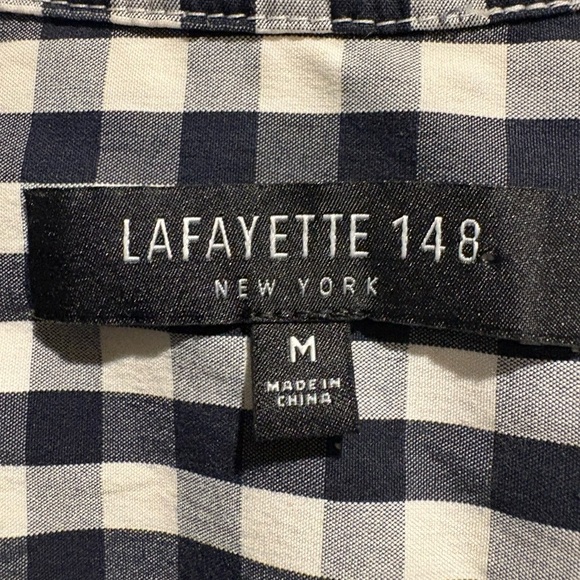 LAFAYETTE 148
NEW YORK
M
MADE IN
CHINA